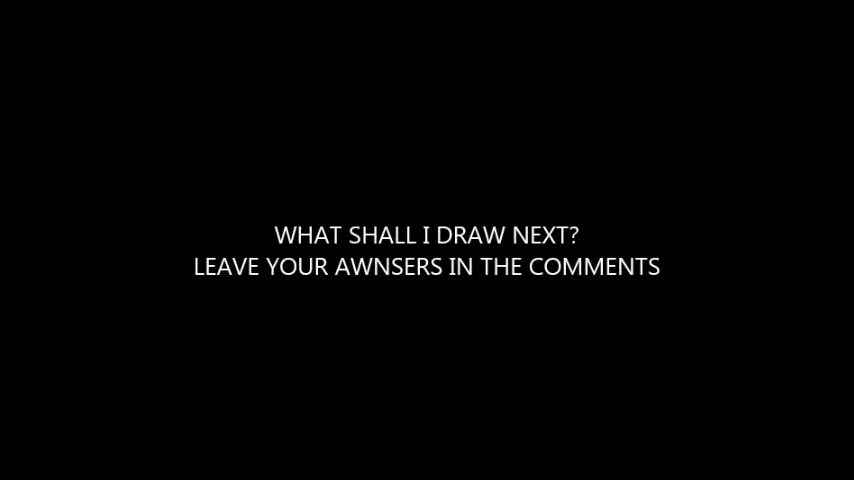 WHAT SHALL I DRAW NEXT?
LEAVE YOUR AWNSERS IN THE COMMENTS